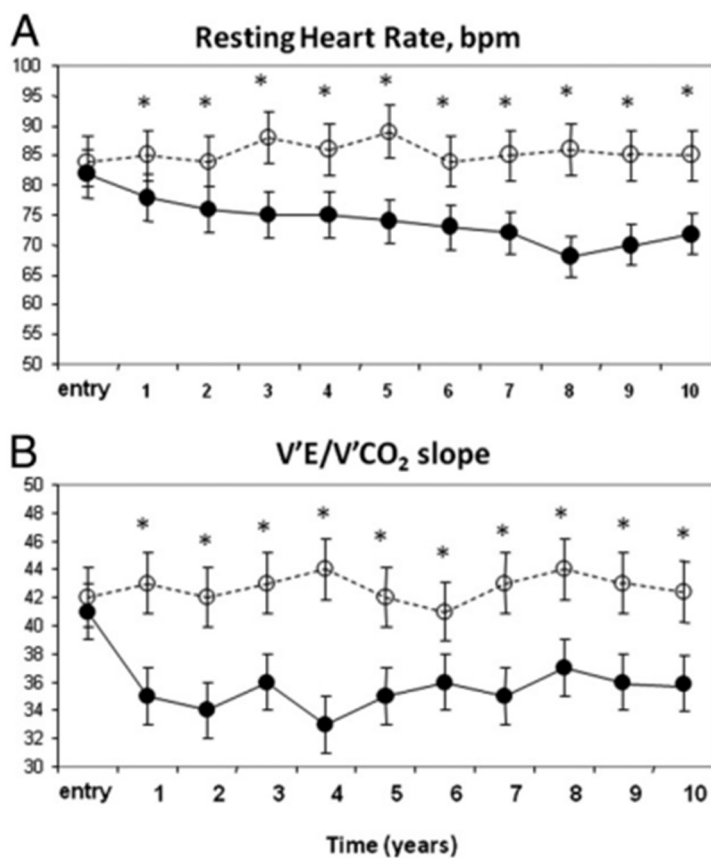 A
Resting Heart Rate, bpm
100
95
90
85
80
75
70
65
60
55
50
* * * * * * * * * *
entry 1 2 3 4 5 6 7 8 9 10
B
V'E/V'CO₂ slope
50
48
46
44
42
40
38
36
34
32
30
* * * * * * * * * *
entry 1 2 3 4 5 6 7 8 9 10
Time (years)